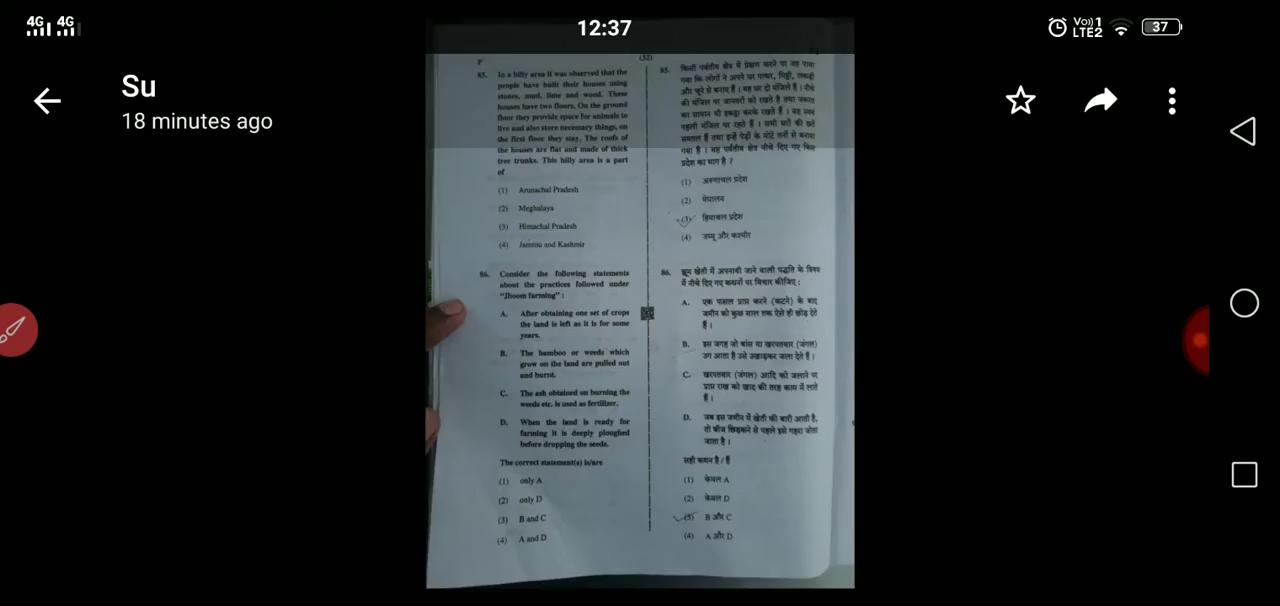 4G 4G
12:37
Vo)) 1
LTE2
37
Su
18 minutes ago
P
(32)
85. In a hilly area it was observed that the
people have built their houses using
stones, mud, lime and wood. These
houses have two floors. On the ground
floor they provide space for animals to
live and also store necessary things, on
the first floor they stay. The roofs of
the houses are flat and made of thick
tree trunks. This hilly area is a part
of
(1) Arunachal Pradesh
(2) Meghalaya
(3) Himachal Pradesh
(4) Jammu and Kashmir
86. Consider the following statements
about the practices followed under
"Jhoom farming" :
A. After obtaining one set of crops
the land is left as it is for some
years.
B. The bamboo or weeds which
grow on the land are pulled out
and burnt.
C. The ash obtained on burning the
weeds etc. is used as fertilizer.
D. When the land is ready for
farming it is deeply ploughed
before dropping the seeds.
The correct statement(s) is/are
(1) only A
(2) only D
(3) B and C
(4) A and D
85. किसी पर्वतीय क्षेत्र में प्रेक्षण करने पर यह पाया
गया कि लोगों ने अपने घर पत्थर, मिट्टी, लकड़ी
और चूने से बनाए हैं । यह घर दो मंजिले हैं । नीचे
की मंजिल पर जानवरों को रखते हैं तथा जरूरत
का सामान भी इकट्ठा करके रखते हैं । वह स्वयं
पहली मंजिल पर रहते हैं । सभी घरों की छतें
समतल हैं तथा इन्हें पेड़ों के मोटे तनों से बनाया
गया है । यह पर्वतीय क्षेत्र नीचे दिए गए किस
प्रदेश का भाग है ?
(1) अरुणाचल प्रदेश
(2) मेघालय
(3) हिमाचल प्रदेश
(4) जम्मू और कश्मीर
86. झूम खेती में अपनायी जाने वाली पद्धति के विषय
में नीचे दिए गए कथनों पर विचार कीजिए :
A. एक फसल प्राप्त करने (काटने) के बाद
जमीन को कुछ साल तक ऐसे ही छोड़ देते
हैं ।
B. इस जगह जो बांस या खरपतवार (जंगल)
उग आता है उसे उखाड़कर जला देते हैं ।
C. खरपतवार (जंगल) आदि को जलाने पर
प्राप्त राख को खाद की तरह काम में लाते
हैं ।
D. जब इस जमीन में खेती की बारी आती है,
तो बीज छिड़कने से पहले इसे गहरा जोता
जाता है ।
सही कथन है / हैं
(1) केवल A
(2) केवल D
(3) B और C
(4) A और D